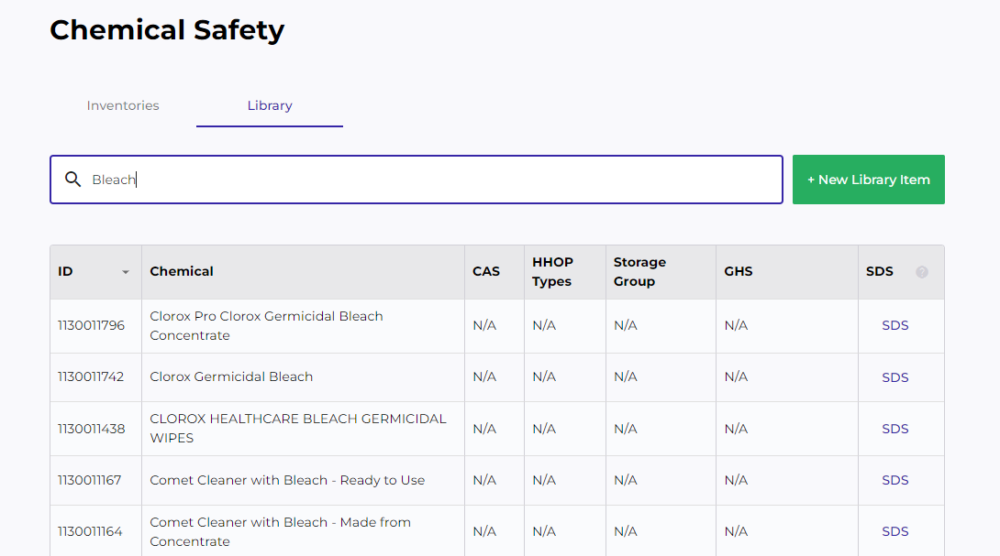 Chemical Safety
Inventories Library
Bleach
+ New Library Item
ID Chemical CAS HHOP Types Storage Group GHS SDS ?
1130011796 Clorox Pro Clorox Germicidal Bleach Concentrate N/A N/A N/A N/A SDS
1130011742 Clorox Germicidal Bleach N/A N/A N/A N/A SDS
1130011438 CLOROX HEALTHCARE BLEACH GERMICIDAL WIPES N/A N/A N/A N/A SDS
1130011167 Comet Cleaner with Bleach - Ready to Use N/A N/A N/A N/A SDS
1130011164 Comet Cleaner with Bleach - Made from Concentrate N/A N/A N/A N/A SDS